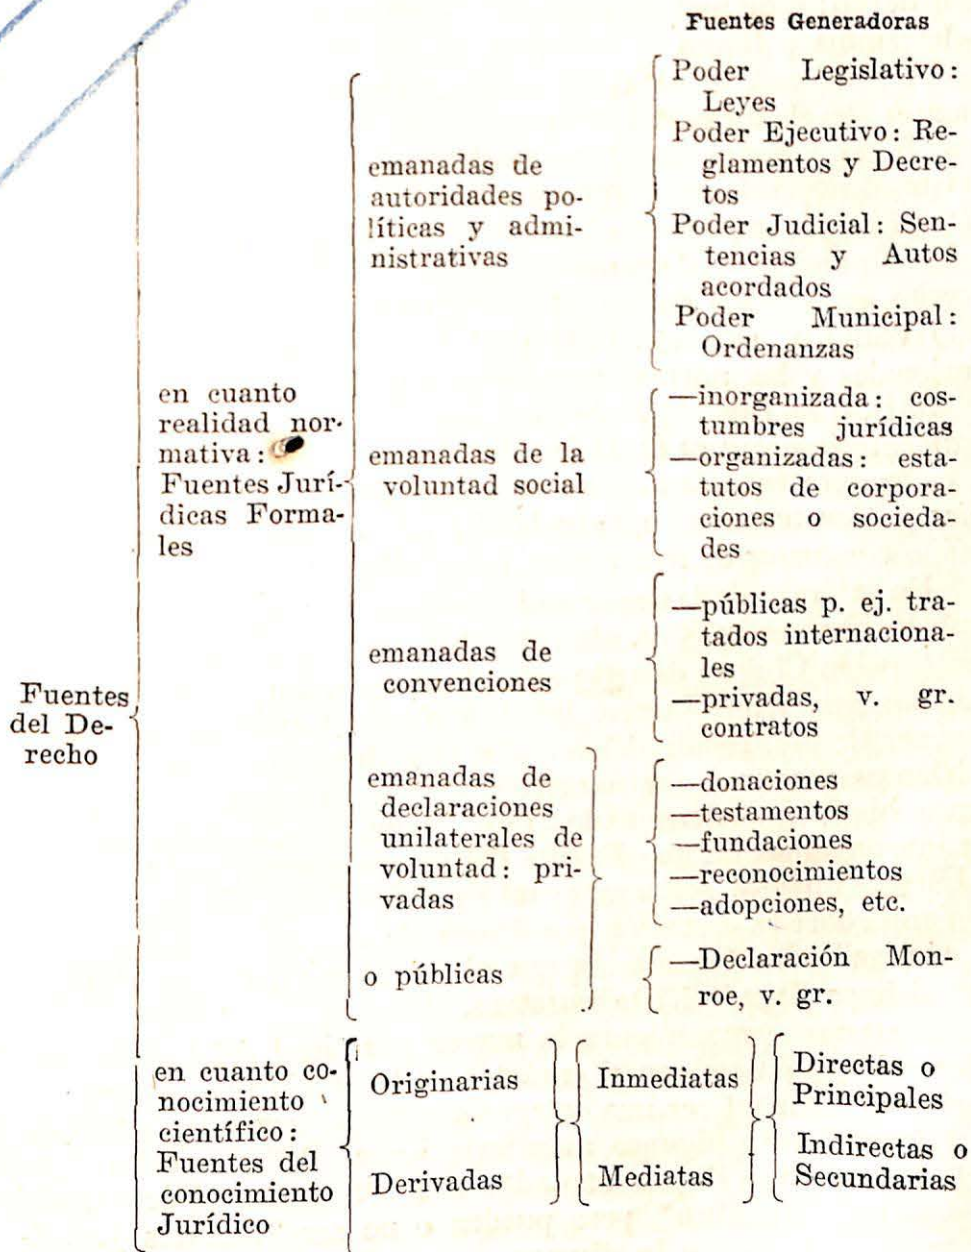 Fuentes Generadoras
Fuentes
del De-
recho
en cuanto
realidad nor-
mativa:
Fuentes Jurí-
dicas Forma-
les
emanadas de
autoridades po-
líticas y admi-
nistrativas
Poder Legislativo:
Leyes
Poder Ejecutivo: Re-
glamentos y Decre-
tos
Poder Judicial: Sen-
tencias y Autos
acordados
Poder Municipal:
Ordenanzas
emanadas de la
voluntad social
—inorganizada: cos-
tumbres jurídicas
—organizadas: esta-
tutos de corpora-
ciones o socieda-
des
emanadas de
convenciones
—públicas p. ej. tra-
tados internaciona-
les
—privadas, v. gr.
contratos
emanadas de
declaraciones
unilaterales de
voluntad: pri-
vadas
—donaciones
—testamentos
—fundaciones
—reconocimientos
—adopciones, etc.
o públicas
—Declaración Mon-
roe, v. gr.
en cuanto co-
nocimiento
científico:
Fuentes del
conocimiento
Jurídico
Originarias
Derivadas
Inmediatas
Mediatas
Directas o
Principales
Indirectas o
Secundarias